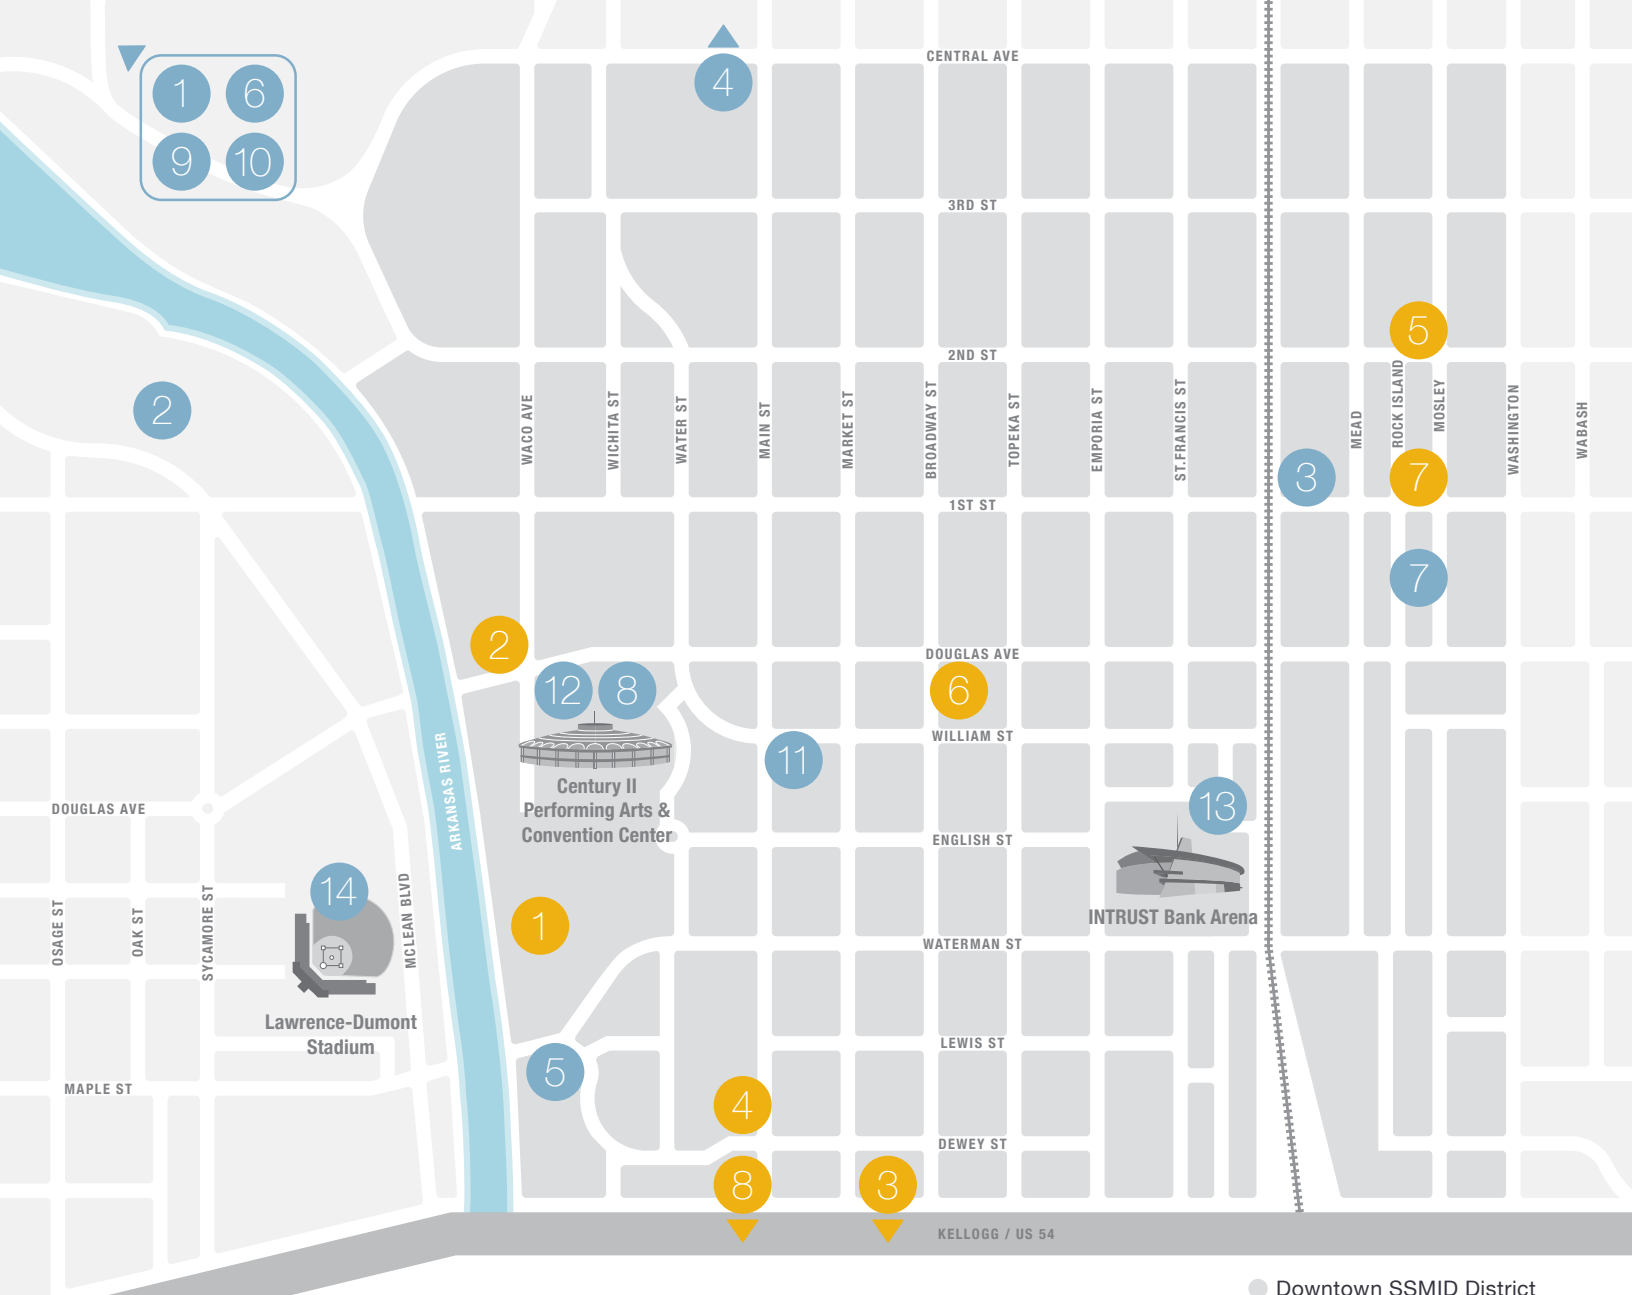 CENTRAL AVE
4
1
6
9
10
3RD ST
5
2ND ST
2
WACO AVE
WICHITA ST
WATER ST
MAIN ST
MARKET ST
BROADWAY ST
TOPEKA ST
EMPORIA ST
ST.FRANCIS ST
MEAD
ROCK ISLAND
MOSLEY
WASHINGTON
WABASH
3
7
1ST ST
7
2
DOUGLAS AVE
12
8
6
WILLIAM ST
11
ARKANSAS RIVER
Century II
Performing Arts &
Convention Center
DOUGLAS AVE
13
ENGLISH ST
14
INTRUST Bank Arena
OSAGE ST
OAK ST
SYCAMORE ST
MCLEAN BLVD
1
WATERMAN ST
Lawrence-Dumont
Stadium
LEWIS ST
5
MAPLE ST
4
DEWEY ST
8
3
KELLOGG / US 54
Downtown SSMID District